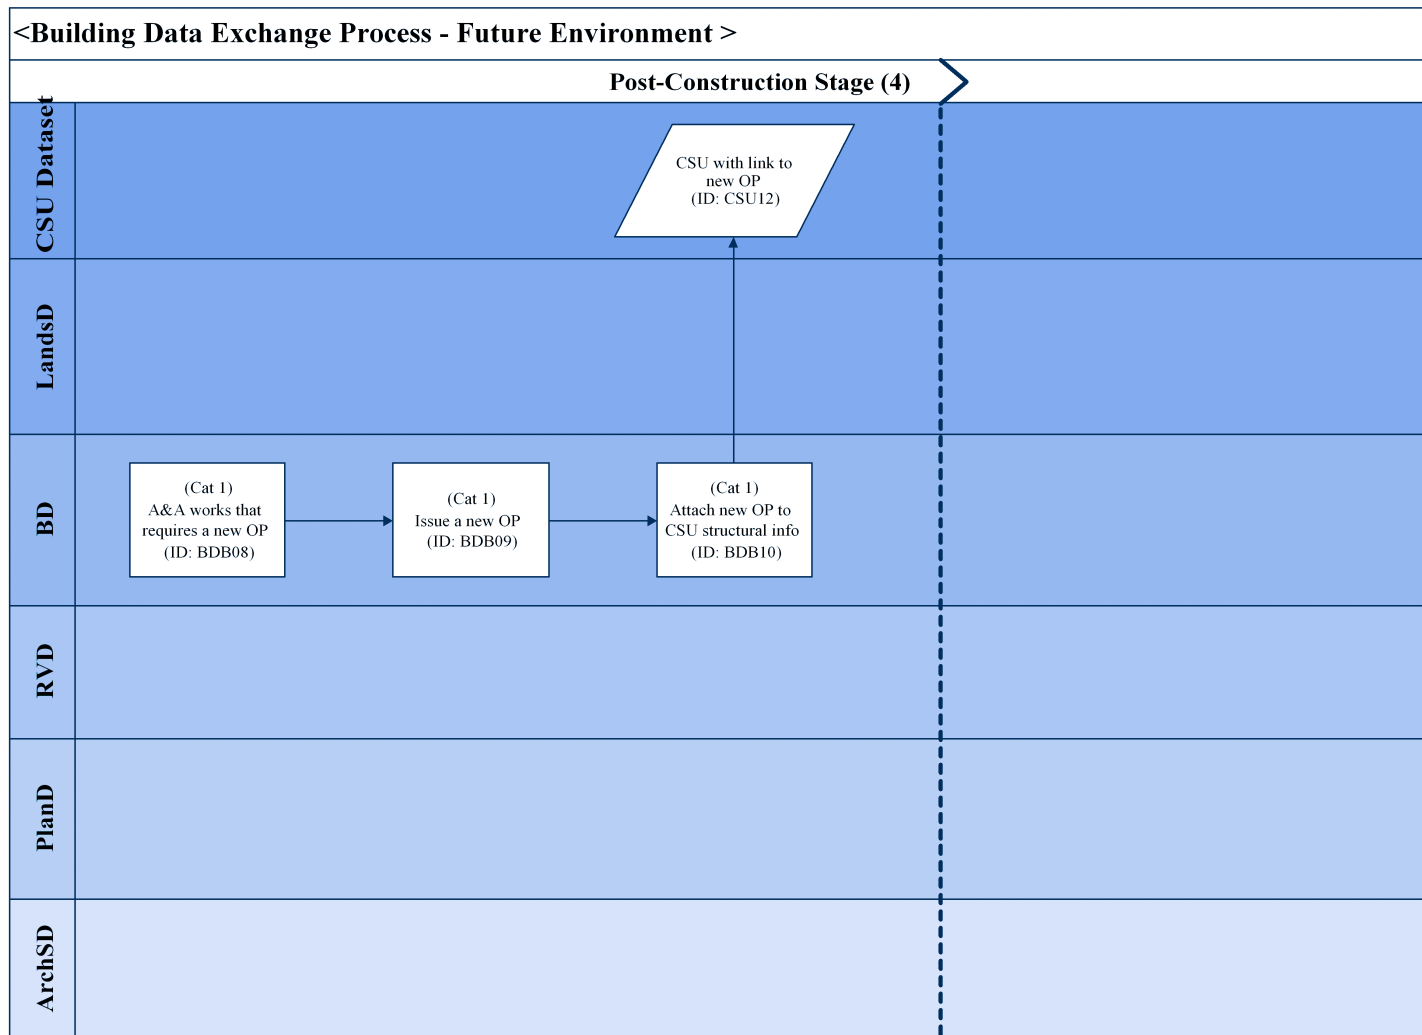 <Building Data Exchange Process - Future Environment >
Post-Construction Stage (4)
CSU Dataset
CSU with link to
new OP
(ID: CSU12)
LandsD
BD
(Cat 1)
A&A works that
requires a new OP
(ID: BDB08)
(Cat 1)
Issue a new OP
(ID: BDB09)
(Cat 1)
Attach new OP to
CSU structural info
(ID: BDB10)
RVD
PlanD
ArchSD